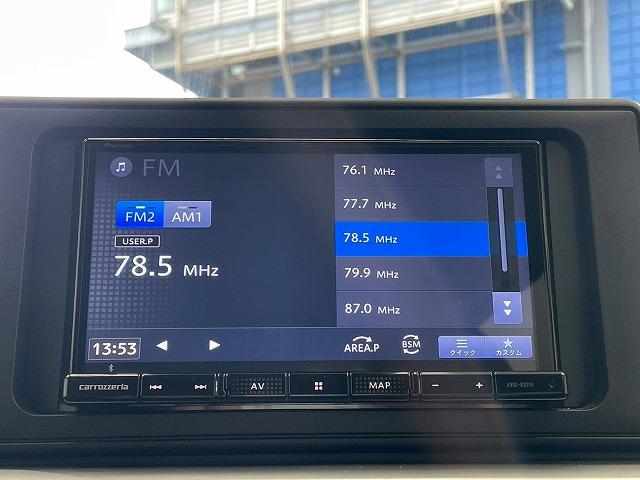 Pioneer
FM
FM2 AM1
USER.P
78.5 MHz
76.1 MHz
77.7 MHz
78.5 MHz
79.9 MHz
87.0 MHz
13:53
AREA.P
BSM
クイック
カスタム
carrozzeria
AV
MAP
− +